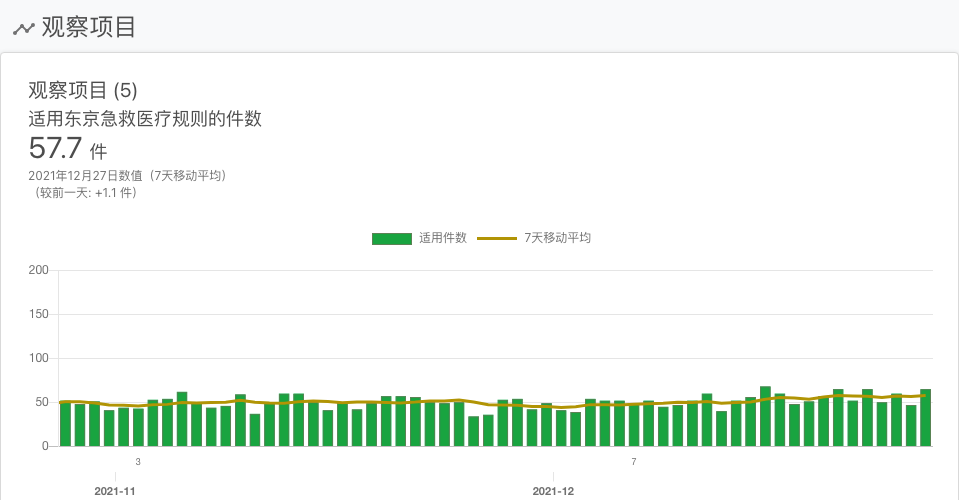 观察项目
观察项目 (5)
适用东京急救医疗规则的件数
57.7 件
2021年12月27日数值（7天移动平均）
（较前一天: +1.1 件）
适用件数 7天移动平均
200
150
100
50
0
3 7
2021-11 2021-12